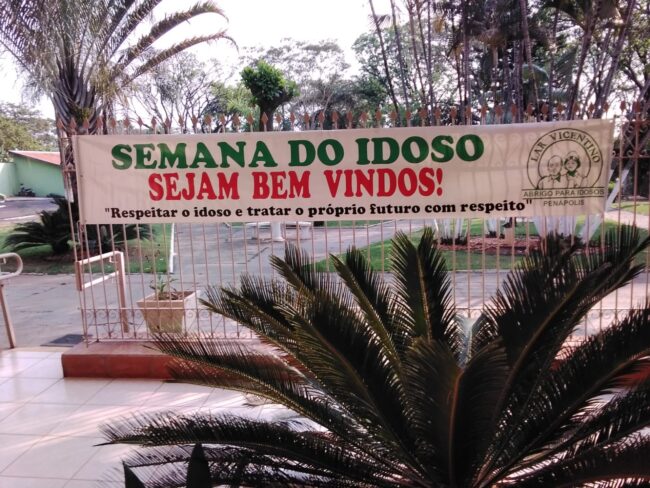 SEMANA DO IDOSO
SEJAM BEM VINDOS!
"Respeitar o idoso e tratar o próprio futuro com respeito"
LAR VICENTINO
ABRIGO PARA IDOSOS
PENAPOLIS